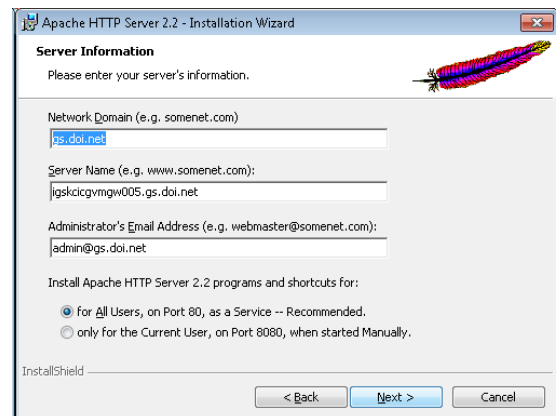 Apache HTTP Server 2.2 - Installation Wizard
Server Information
Please enter your server's information.
Network Domain (e.g. somenet.com)
gs.doi.net
Server Name (e.g. www.somenet.com):
igskcicgvmgw005.gs.doi.net
Administrator's Email Address (e.g. webmaster@somenet.com):
admin@gs.doi.net
Install Apache HTTP Server 2.2 programs and shortcuts for:
for All Users, on Port 80, as a Service -- Recommended.
only for the Current User, on Port 8080, when started Manually.
InstallShield
< Back
Next >
Cancel